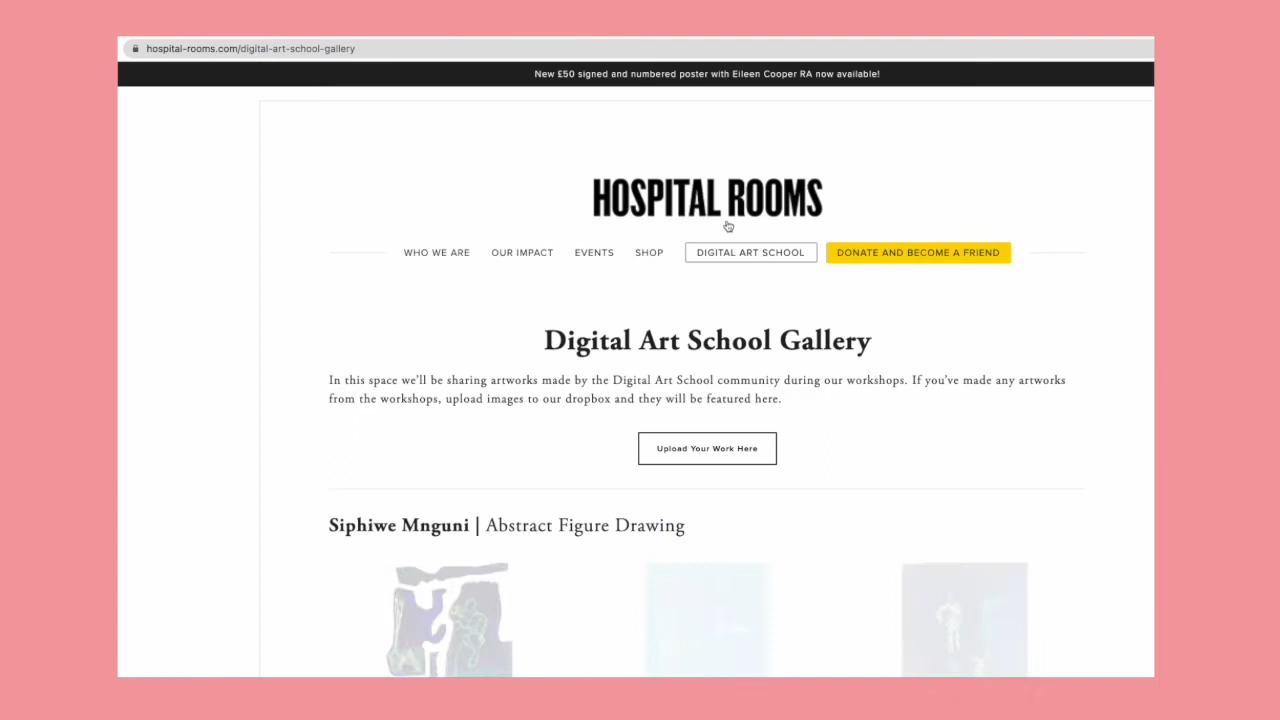 hospital-rooms.com/digital-art-school-gallery
New £50 signed and numbered poster with Eileen Cooper RA now available!
HOSPITAL ROOMS
WHO WE ARE OUR IMPACT EVENTS SHOP DIGITAL ART SCHOOL DONATE AND BECOME A FRIEND
Digital Art School Gallery
In this space we’ll be sharing artworks made by the Digital Art School community during our workshops. If you’ve made any artworks
from the workshops, upload images to our dropbox and they will be featured here.
Upload Your Work Here
Siphiwe Mnguni | Abstract Figure Drawing